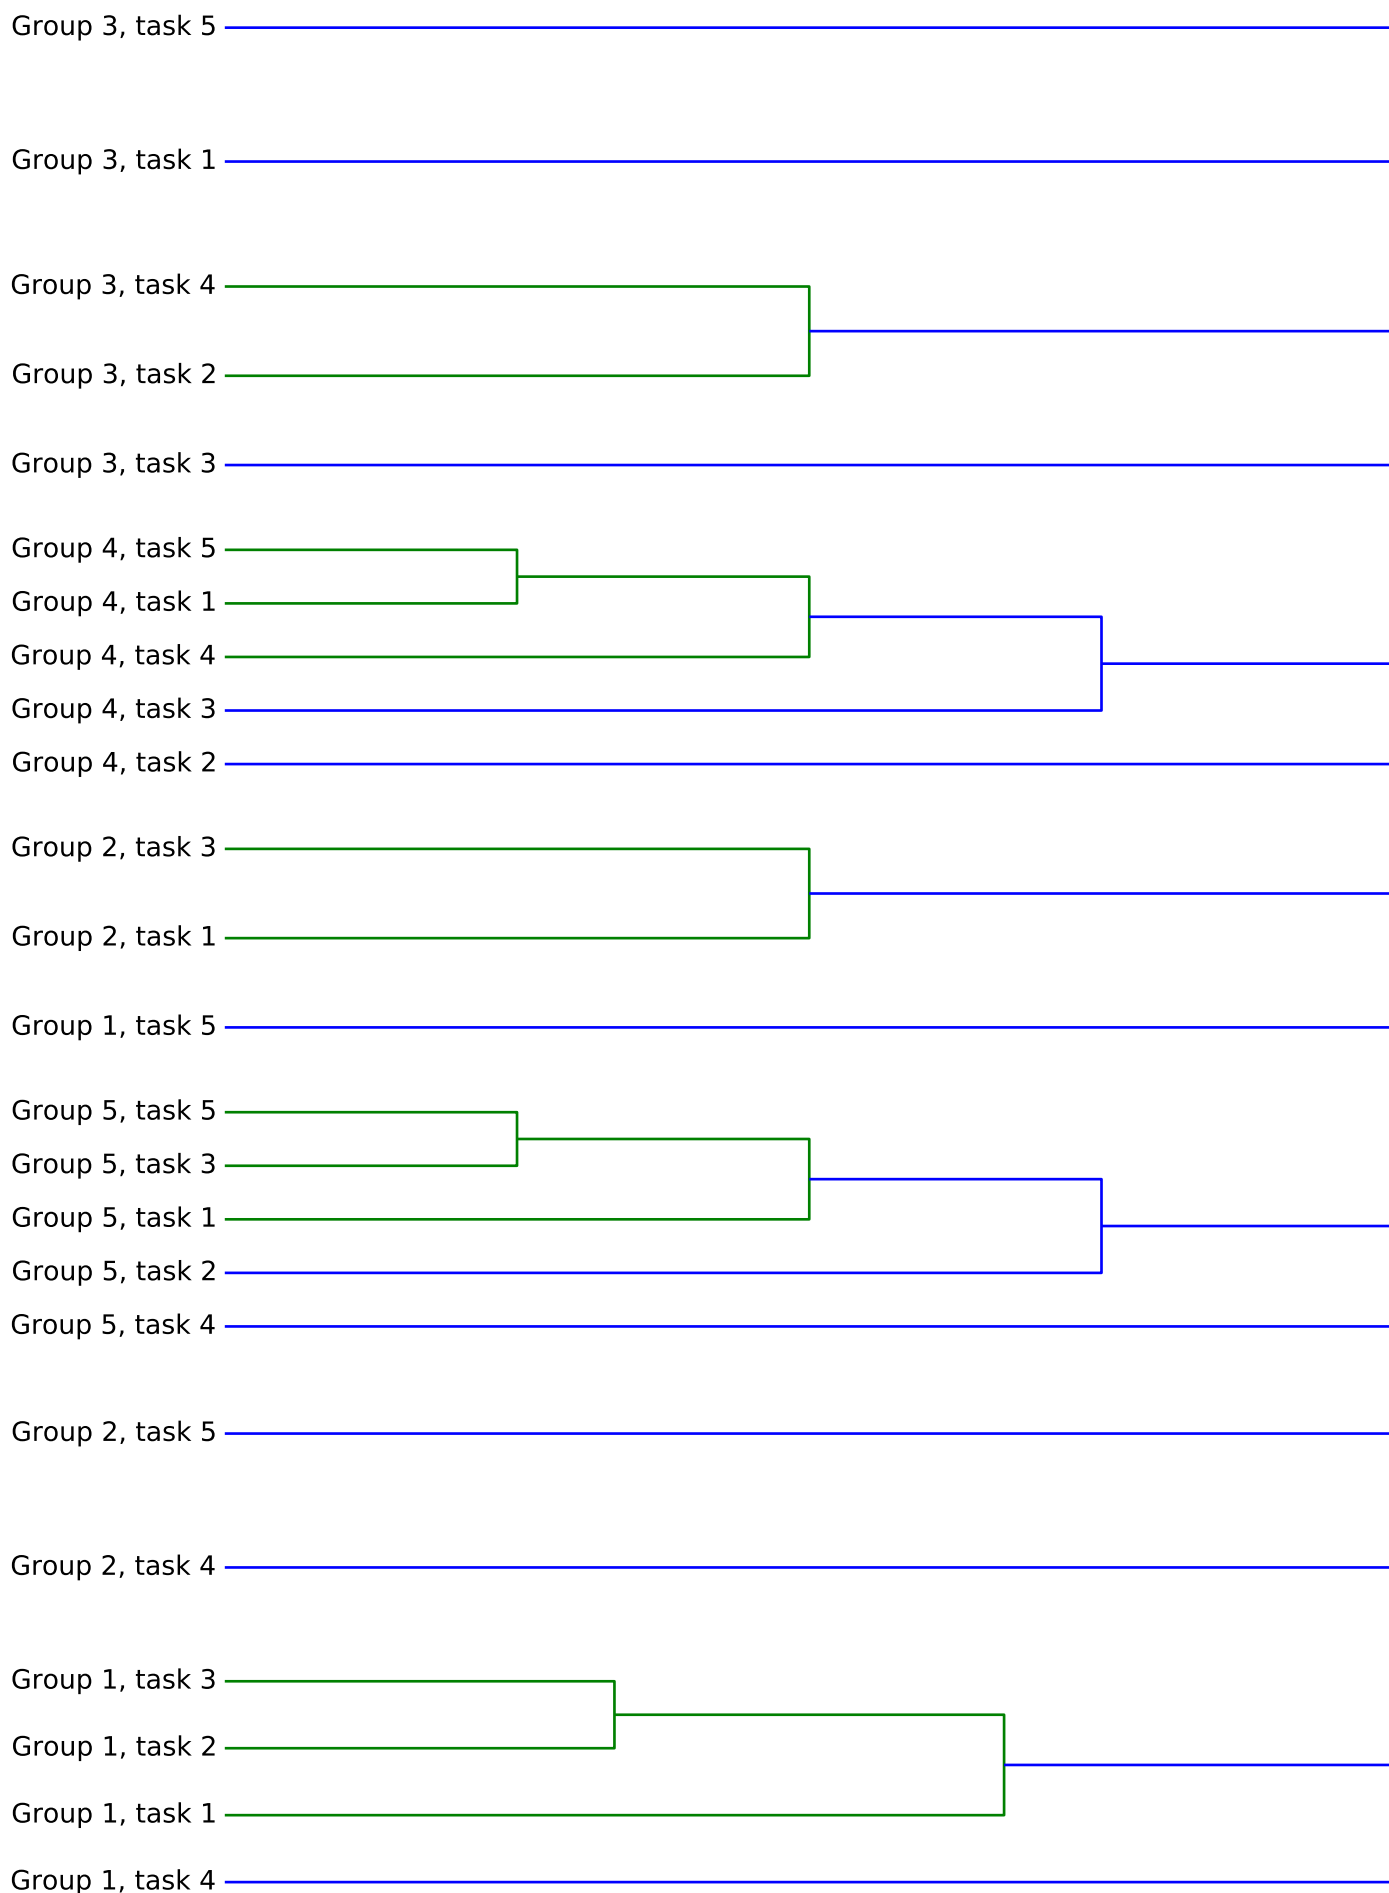 Group 3, task 5
Group 3, task 1
Group 3, task 4
Group 3, task 2
Group 3, task 3
Group 4, task 5
Group 4, task 1
Group 4, task 4
Group 4, task 3
Group 4, task 2
Group 2, task 3
Group 2, task 1
Group 1, task 5
Group 5, task 5
Group 5, task 3
Group 5, task 1
Group 5, task 2
Group 5, task 4
Group 2, task 5
Group 2, task 4
Group 1, task 3
Group 1, task 2
Group 1, task 1
Group 1, task 4